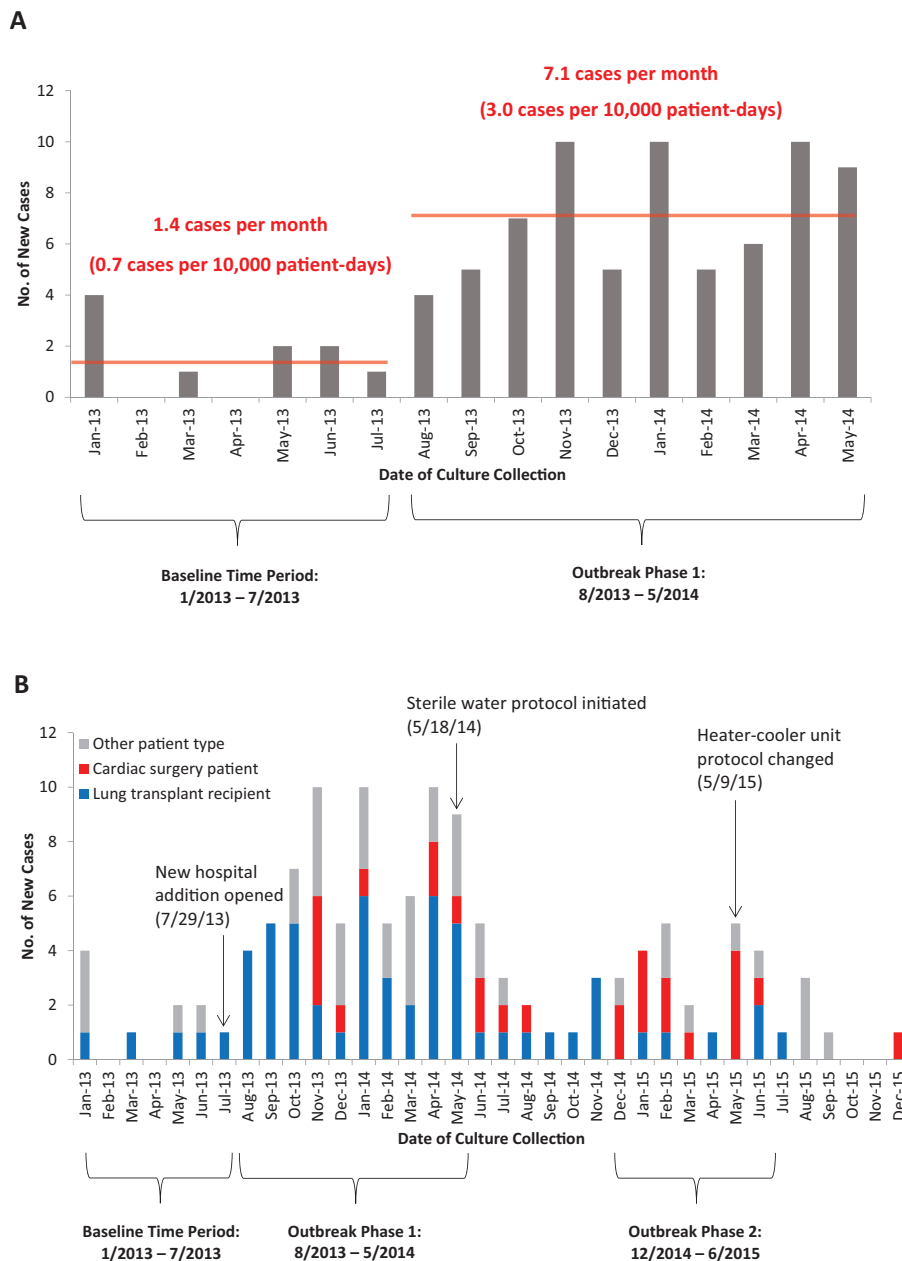 A
7.1 cases per month
(3.0 cases per 10,000 patient-days)
1.4 cases per month
(0.7 cases per 10,000 patient-days)
No. of New Cases
12
10
8
6
4
2
0
Jan-13
Feb-13
Mar-13
Apr-13
May-13
Jun-13
Jul-13
Aug-13
Sep-13
Oct-13
Nov-13
Dec-13
Jan-14
Feb-14
Mar-14
Apr-14
May-14
Date of Culture Collection
Baseline Time Period:
1/2013 – 7/2013
Outbreak Phase 1:
8/2013 – 5/2014
B
Sterile water protocol initiated
(5/18/14)
Heater-cooler unit
protocol changed
(5/9/15)
Other patient type
Cardiac surgery patient
Lung transplant recipient
New hospital
addition opened
(7/29/13)
No. of New Cases
12
10
8
6
4
2
0
Jan-13
Feb-13
Mar-13
Apr-13
May-13
Jun-13
Jul-13
Aug-13
Sep-13
Oct-13
Nov-13
Dec-13
Jan-14
Feb-14
Mar-14
Apr-14
May-14
Jun-14
Jul-14
Aug-14
Sep-14
Oct-14
Nov-14
Dec-14
Jan-15
Feb-15
Mar-15
Apr-15
May-15
Jun-15
Jul-15
Aug-15
Sep-15
Oct-15
Nov-15
Dec-15
Date of Culture Collection
Baseline Time Period:
1/2013 – 7/2013
Outbreak Phase 1:
8/2013 – 5/2014
Outbreak Phase 2:
12/2014 – 6/2015